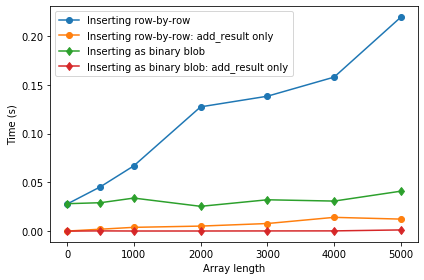 Inserting row-by-row
Inserting row-by-row: add_result only
Inserting as binary blob
Inserting as binary blob: add_result only
0.20
0.15
0.10
0.05
0.00
Time (s)
0 1000 2000 3000 4000 5000
Array length